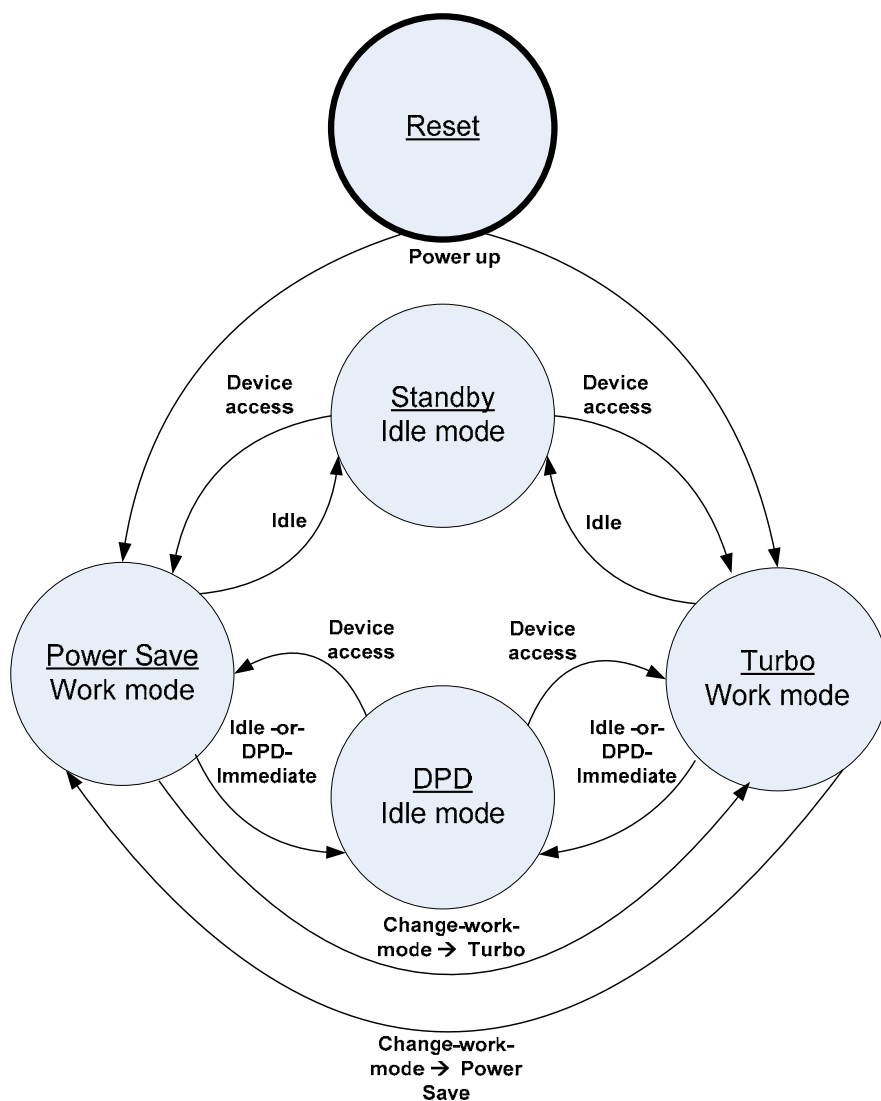 Reset
Power up
Device
access
Standby
Idle mode
Device
access
Idle
Idle
Power Save
Work mode
Device
access
Device
access
Turbo
Work mode
Idle -or-
DPD-
Immediate
DPD
Idle mode
Idle -or-
DPD-
Immediate
Change-work-
mode → Turbo
Change-work-
mode → Power
Save